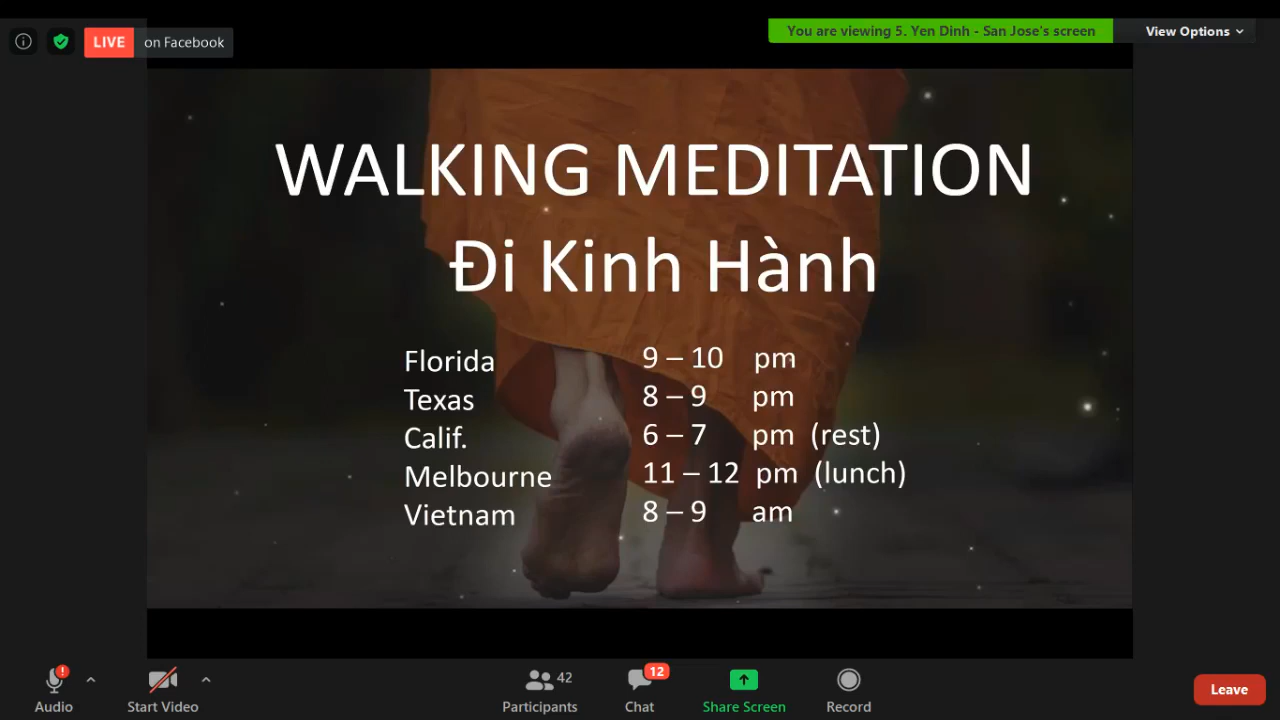 LIVE on Facebook
You are viewing 5. Yen Dinh - San Jose's screen
View Options
WALKING MEDITATION
Đi Kinh Hành
Florida 9 – 10 pm
Texas 8 – 9 pm
Calif. 6 – 7 pm (rest)
Melbourne 11 – 12 pm (lunch)
Vietnam 8 – 9 am
42
12
Audio
Start Video
Participants
Chat
Share Screen
Record
Leave